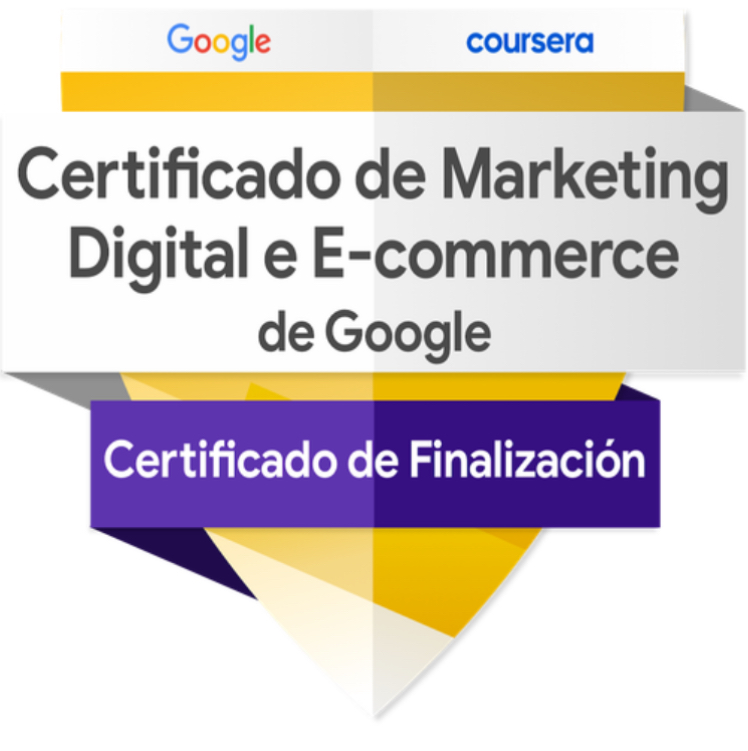 Google
coursera
Certificado de Marketing
Digital e E-commerce
de Google
Certificado de Finalización